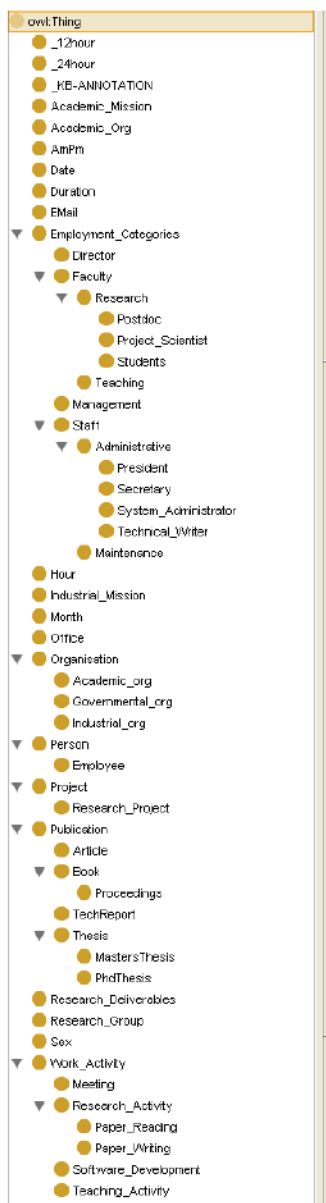 owl:Thing
_12hour
_24hour
_KB-ANNOTATION
Academic_Mission
Academic_Org
AmPm
Date
Duration
EMail
Employment_Categories
Director
Faculty
Research
Postdoc
Project_Scientist
Students
Teaching
Management
Staff
Administrative
President
Secretary
System_Administrator
Technical_Writer
Maintenance
Hour
Industrial_Mission
Month
Office
Organisation
Academic_org
Governmental_org
Industrial_org
Person
Employee
Project
Research_Project
Publication
Article
Book
Proceedings
TechReport
Thesis
MastersThesis
PhdThesis
Research_Deliverables
Research_Group
Sex
Work_Activity
Meeting
Research_Activity
Paper_Reading
Paper_Writing
Software_Development
Teaching_Activity